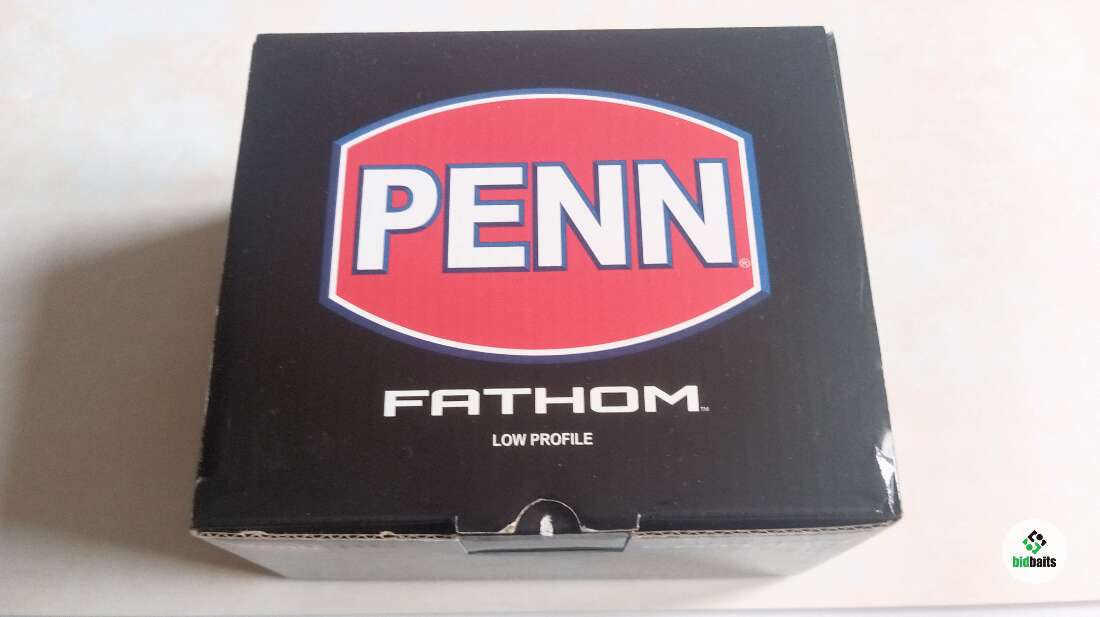 PENN®
FATHOM™
LOW PROFILE
bidbaits